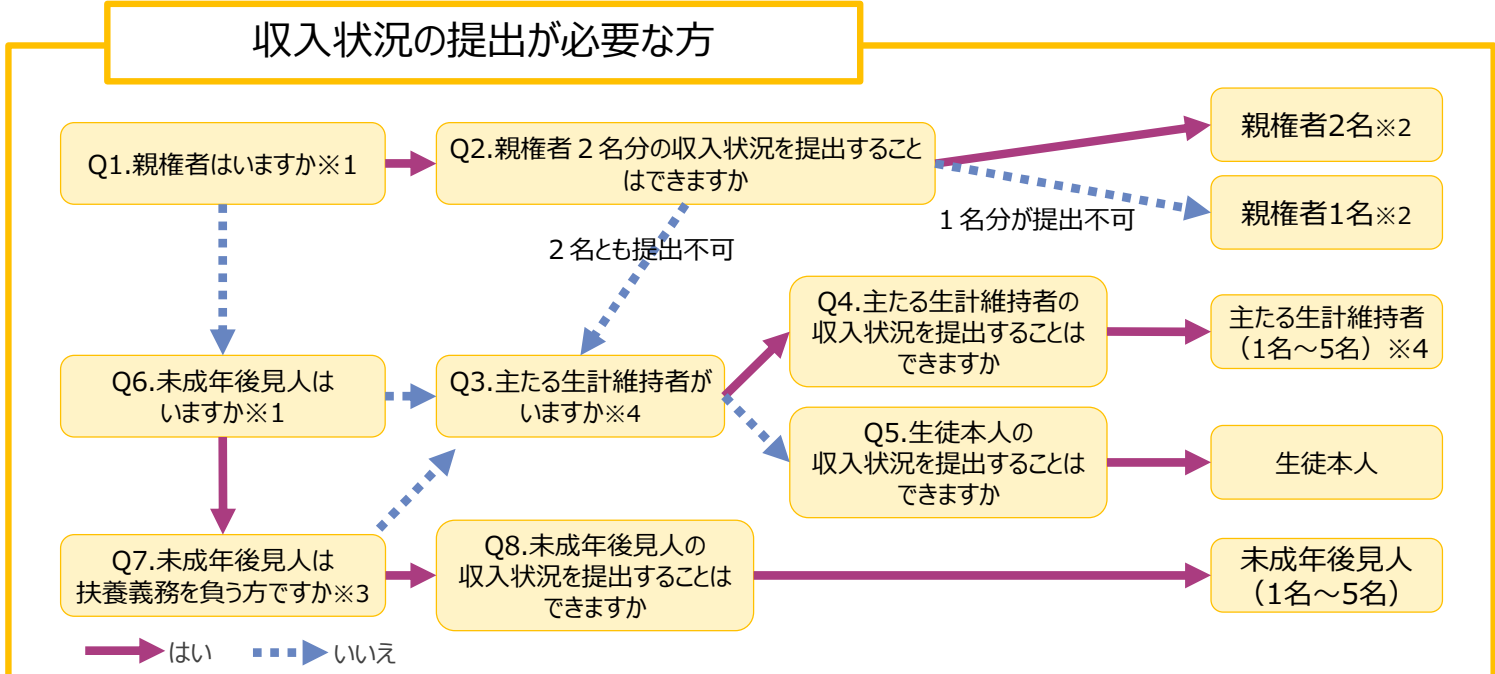 収入状況の提出が必要な方
Q1.親権者はいますか※1
Q2.親権者２名分の収入状況を提出すること
はできますか
親権者2名※2
親権者1名※2
１名分が提出不可
２名とも提出不可
Q6.未成年後見人は
いますか※1
Q3.主たる生計維持者が
いますか※4
Q4.主たる生計維持者の
収入状況を提出することは
できますか
主たる生計維持者
（1名～5名）※4
Q5.生徒本人の
収入状況を提出することは
できますか
生徒本人
Q7.未成年後見人は
扶養義務を負う方ですか※3
Q8.未成年後見人の
収入状況を提出することは
できますか
未成年後見人
（1名～5名）
はい
いいえ